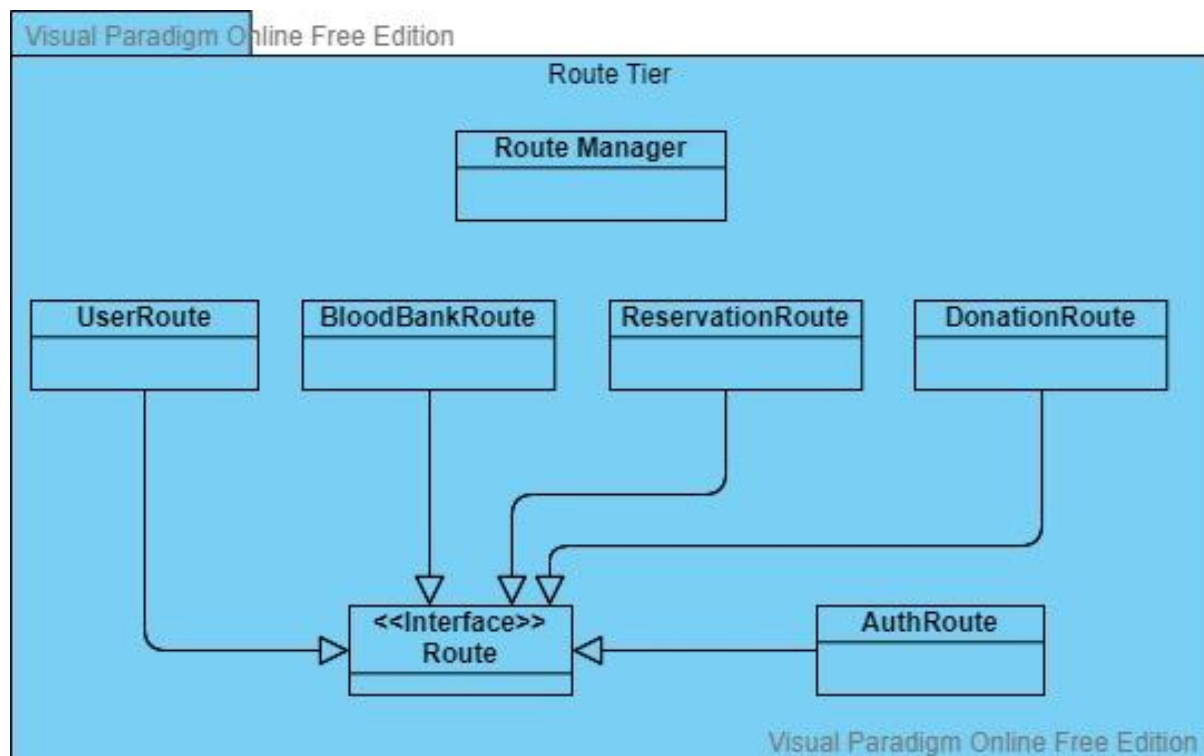 Visual Paradigm Online Free Edition
Route Tier
Route Manager
UserRoute
BloodBankRoute
ReservationRoute
DonationRoute
<<Interface>>
Route
AuthRoute
Visual Paradigm Online Free Edition